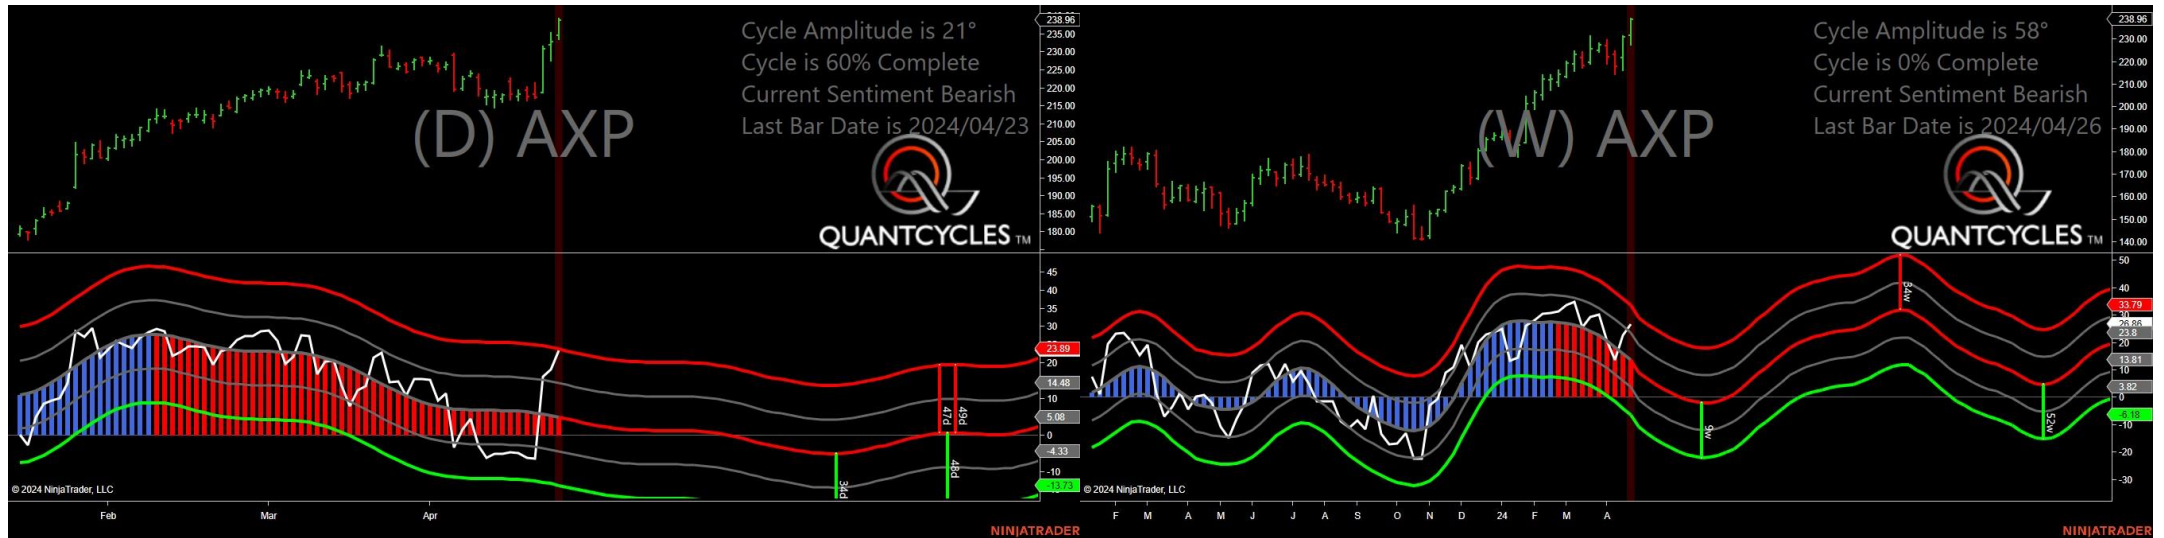 Cycle Amplitude is 21°
Cycle is 60% Complete
Current Sentiment Bearish
Last Bar Date is 2024/04/23
(D) AXP
QUANTCYCLES TM
238.96
235.00
230.00
225.00
220.00
215.00
210.00
205.00
200.00
195.00
190.00
185.00
180.00
45
40
35
30
23.89
20
14.48
10
5.08
0
-4.33
-10
-13.73
34d
47d
49d
48d
© 2024 NinjaTrader, LLC
Feb Mar Apr
NINJATRADER
Cycle Amplitude is 58°
Cycle is 0% Complete
Current Sentiment Bearish
Last Bar Date is 2024/04/26
(W) AXP
QUANTCYCLES TM
238.96
230.00
220.00
210.00
200.00
190.00
180.00
170.00
160.00
150.00
140.00
50
40
33.79
30
26.86
23.8
20
13.81
10
3.82
0
-6.18
-10
-20
-30
9w
34w
52w
© 2024 NinjaTrader, LLC
F M A M J J A S O N D 24 F M A
NINJATRADER